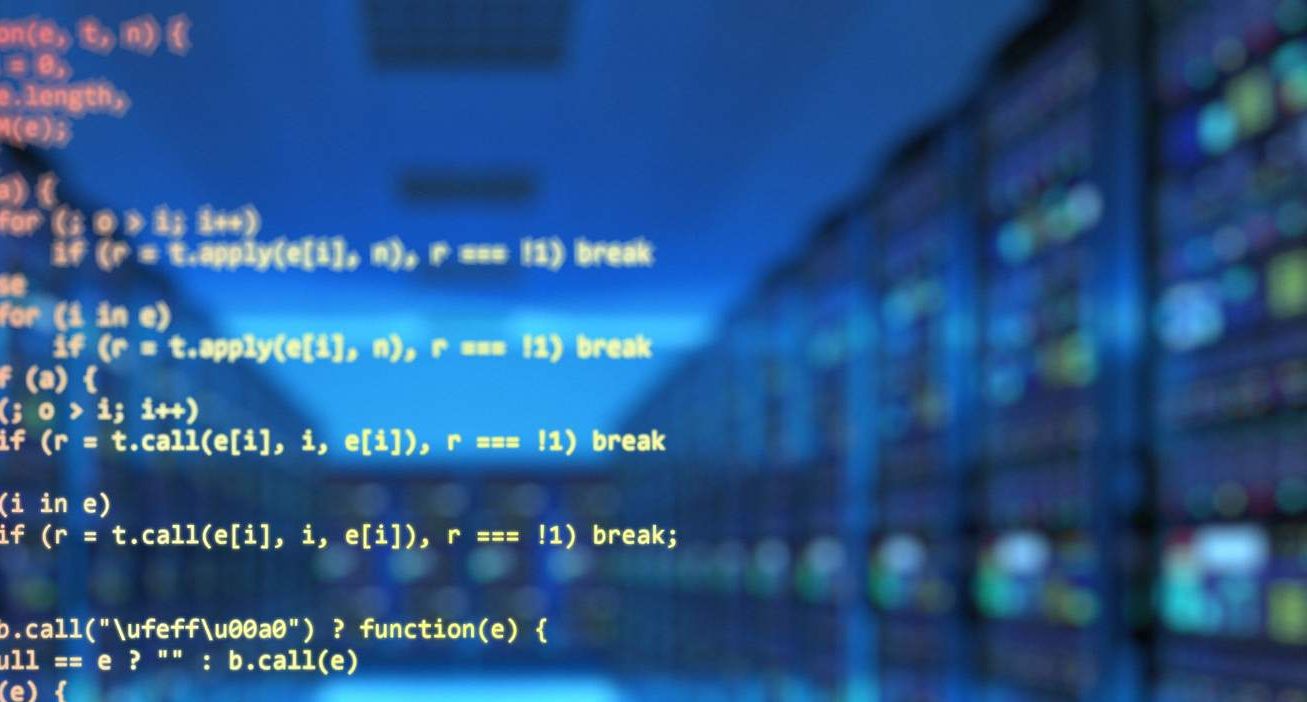 on(e, t, n) {
= 0,
e.length,
M(e);
a) {
for (; o > i; i++)
if (r = t.apply(e[i], n), r === !1) break
se
for (i in e)
if (r = t.apply(e[i], n), r === !1) break
f (a) {
(; o > i; i++)
if (r = t.call(e[i], i, e[i]), r === !1) break
(i in e)
if (r = t.call(e[i], i, e[i]), r === !1) break;
b.call("\ufeff\u00a0") ? function(e) {
ull == e ? "" : b.call(e)
(e) {